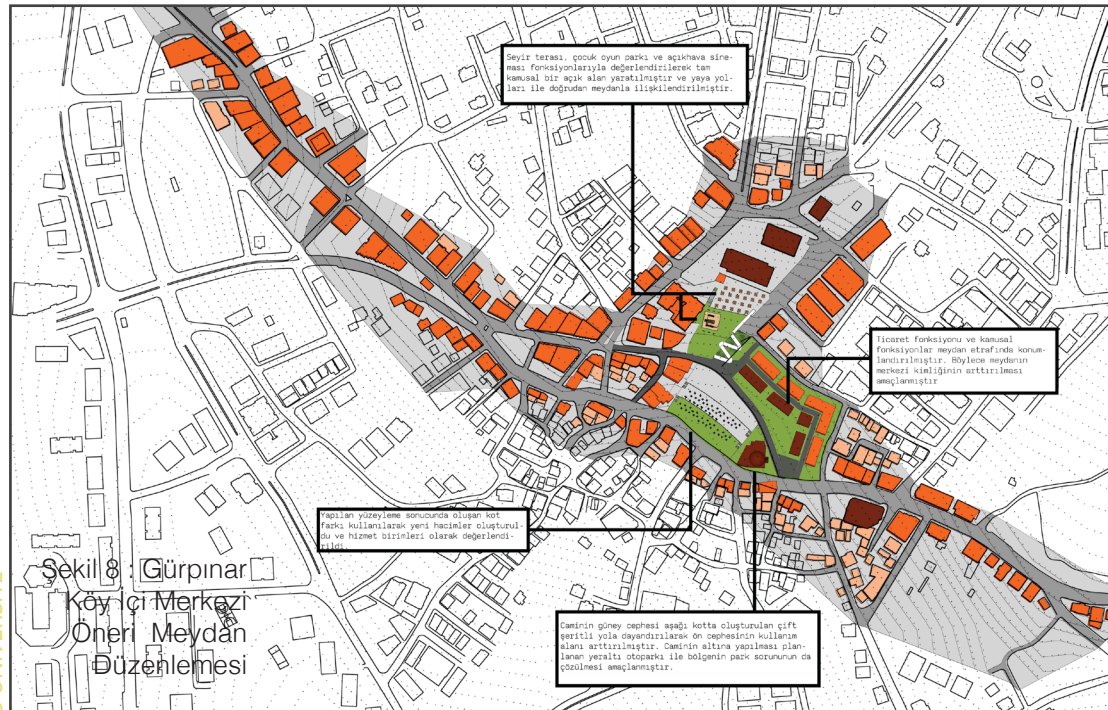 Seyir terası, çocuk oyun parkı ve açıkhava sine-
ması fonksiyonlarıyla değerlendirilerek tam
kamusal bir açık alan yaratılmıştır ve yaya yol-
ları ile doğrudan meydanla ilişkilendirilmiştir.
Ticaret fonksiyonu ve kamusal
fonksiyonlar meydan etrafında konum-
landırılmıştır. Böylece meydanın
merkezi kimliğinin arttırılması
amaçlanmıştır
Yapılan yüzeyleme sonucunda oluşan kot
farkı kullanılarak yeni hacimler oluşturul-
du ve hizmet birimleri olarak değerlendi-
rildi.
Caminin güney cephesi aşağı kotta oluşturulan çift
şeritli yola dayandırılarak ön cephesinin kullanım
alanı arttırılmıştır. Caminin altına yapılması plan-
lanan yeraltı otoparkı ile bölgenin park sorununun da
çözülmesi amaçlanmıştır.
Şekil 8 : Gürpınar
Köy İçi Merkezi
Öneri Meydan
Düzenlemesi